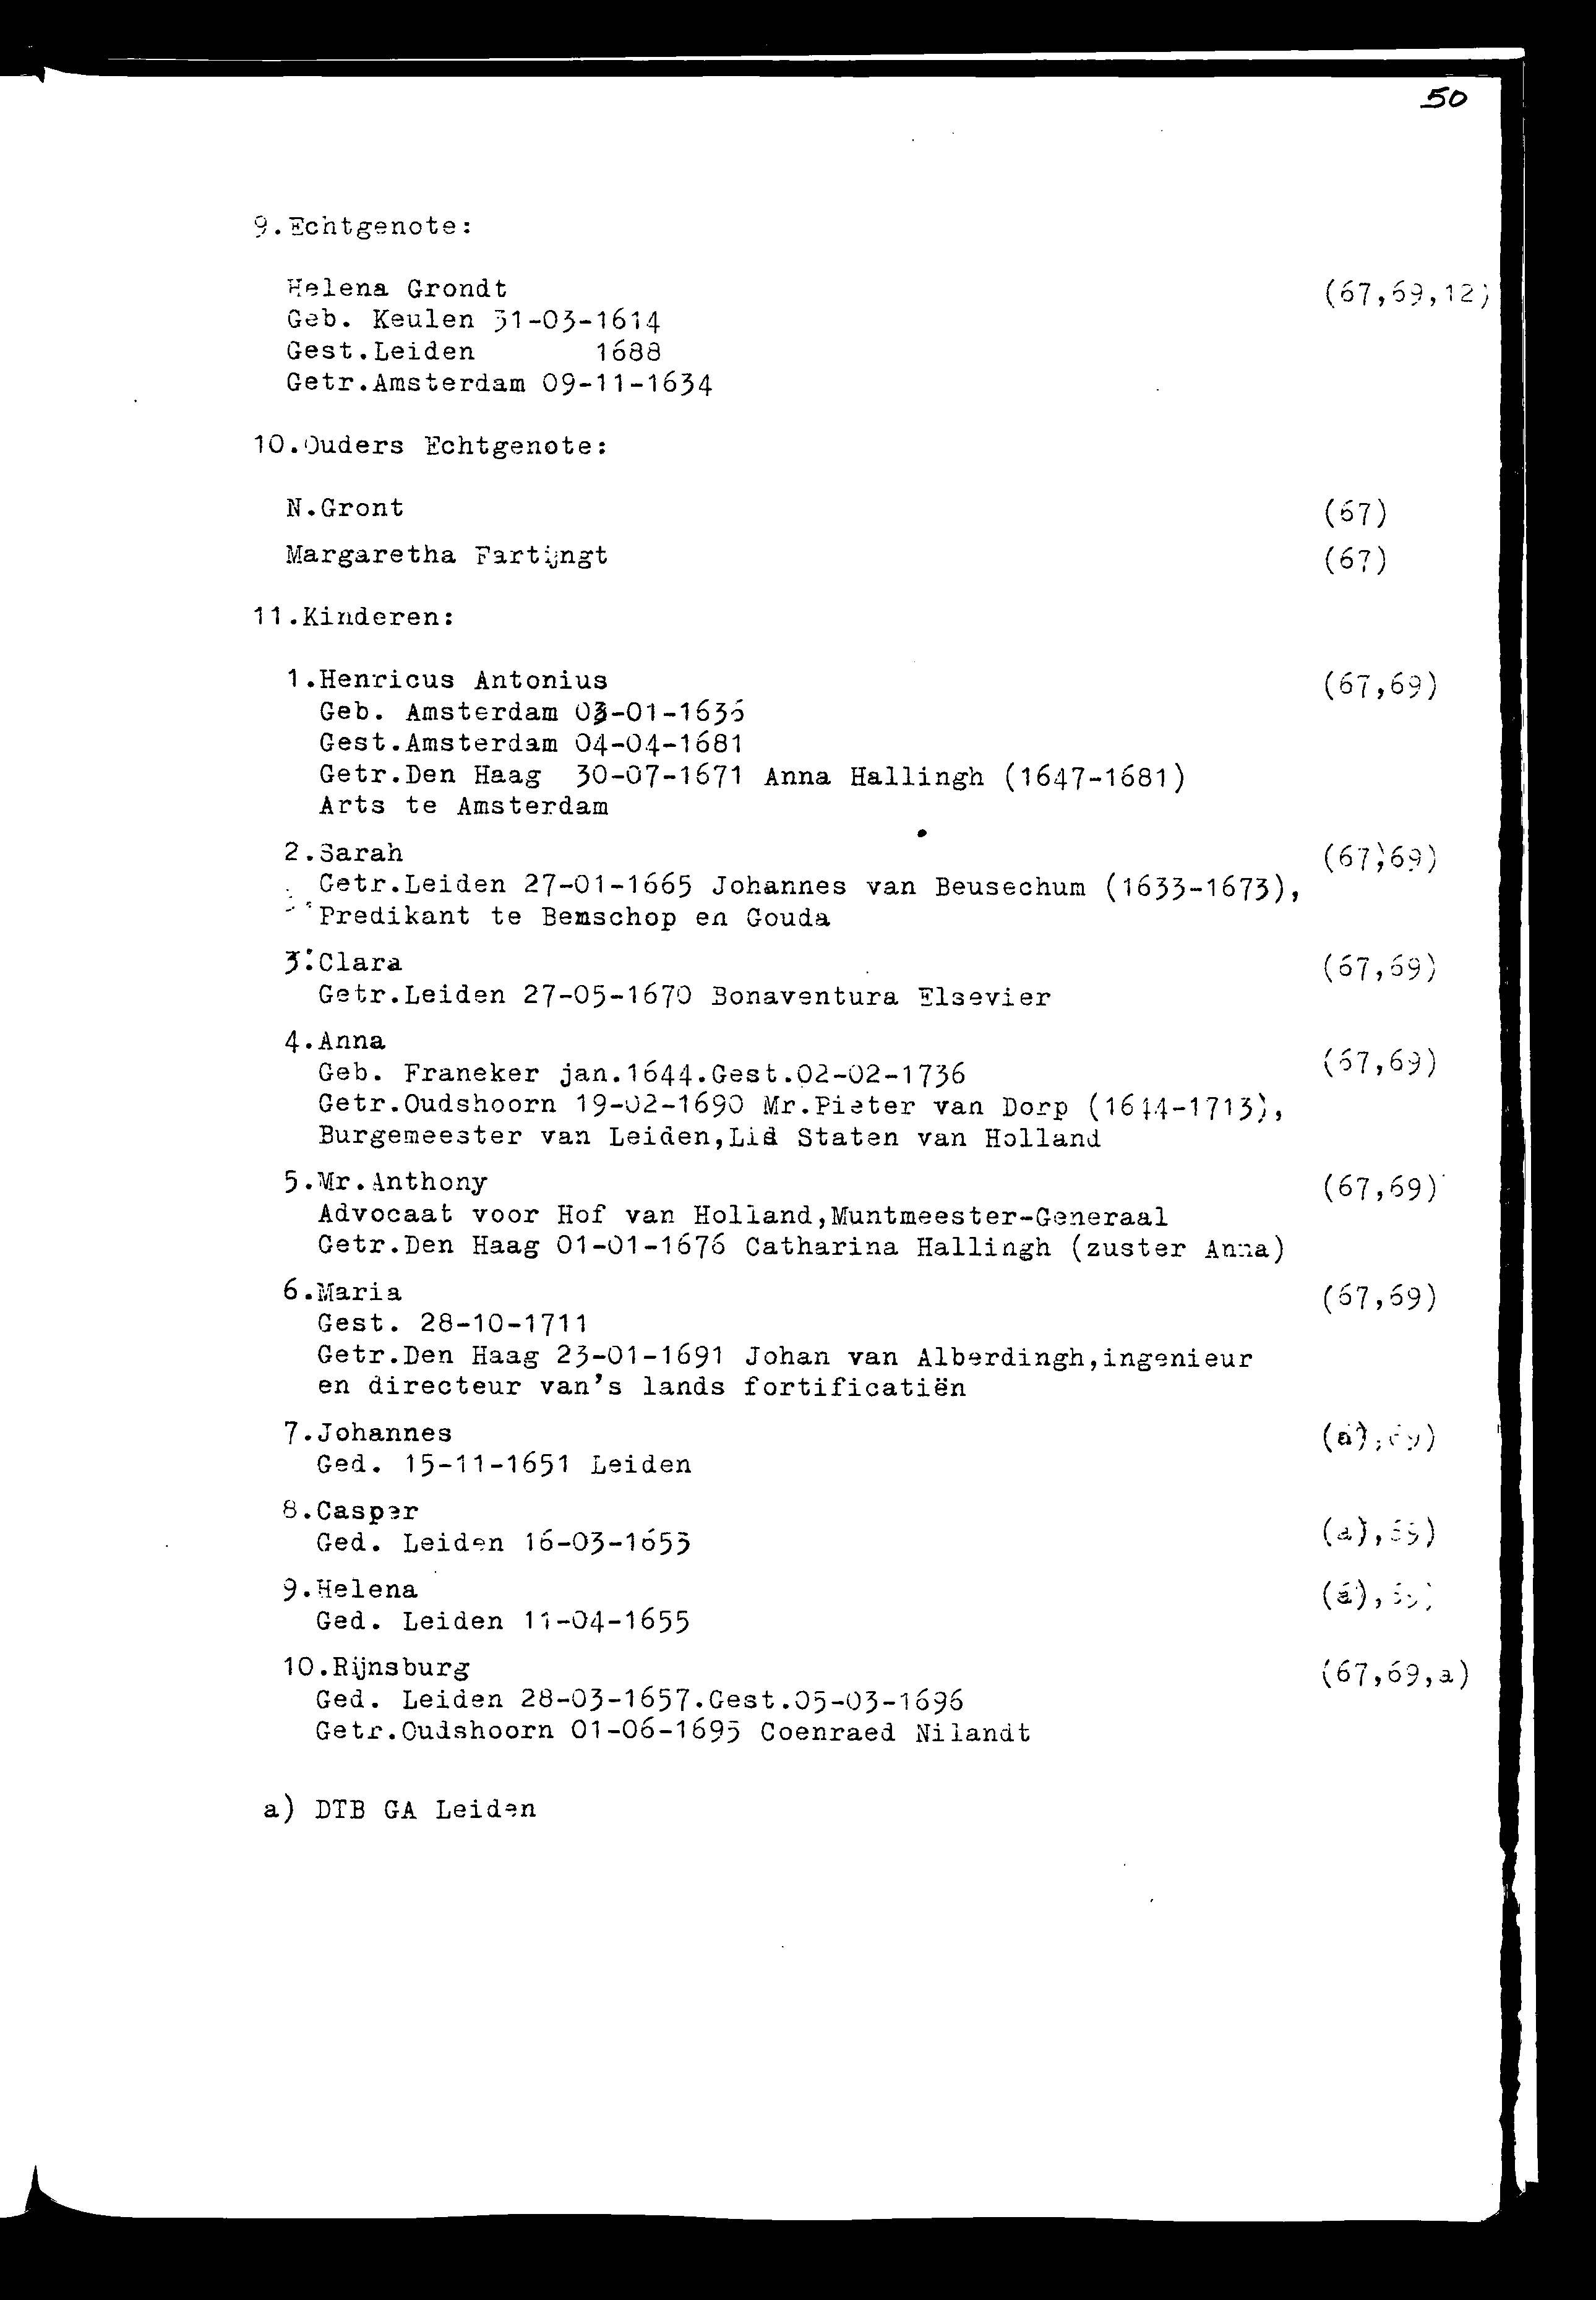 50
9.Echtgenote:
Helena Grondt (67,69,12)
Geb. Keulen 31-03-1614
Gest.Leiden 1688
Getr.Amsterdam 09-11-1634
10.Ouders Echtgenote:
N.Gront (67)
Margaretha Fartijngt (67)
11.Kinderen:
1.Henricus Antonius (67,69)
Geb. Amsterdam 03-01-1636
Gest.Amsterdam 04-04-1681
Getr.Den Haag 30-07-1671 Anna Hallingh (1647-1681)
Arts te Amsterdam
2.Sarah (67,69)
Getr.Leiden 27-01-1665 Johannes van Beusechum (1633-1673),
Predikant te Benschop en Gouda
3.Clara (67,69)
Getr.Leiden 27-05-1670 Bonaventura Elsevier
4.Anna (67,69)
Geb. Franeker jan.1644.Gest.02-02-1736
Getr.Oudshoorn 19-02-1690 Mr.Pieter van Dorp (1644-1713),
Burgemeester van Leiden,Lid Staten van Holland
5.Mr.Anthony (67,69)
Advocaat voor Hof van Holland,Muntmeester-Generaal
Getr.Den Haag 01-01-1676 Catharina Hallingh (zuster Anna)
6.Maria (67,69)
Gest. 28-10-1711
Getr.Den Haag 23-01-1691 Johan van Alberdingh,ingenieur
en directeur van's lands fortificatiën
7.Johannes (a),69)
Ged. 15-11-1651 Leiden
8.Casper (a),69)
Ged. Leiden 16-03-1653
9.Helena (a),
Ged. Leiden 11-04-1655
10.Rijnsburg (67,69,a)
Ged. Leiden 28-03-1657.Gest.05-03-1696
Getr.Oudshoorn 01-06-1695 Coenraed Nilandt
a) DTB GA Leiden